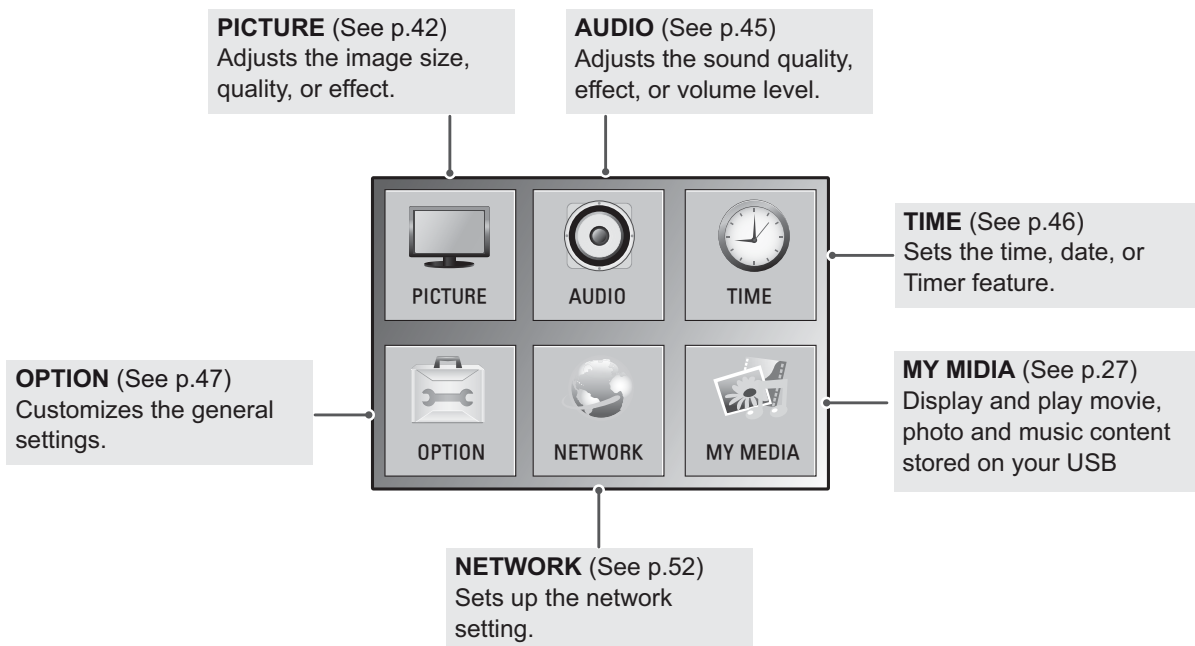 PICTURE (See p.42)
Adjusts the image size,
quality, or effect.
AUDIO (See p.45)
Adjusts the sound quality,
effect, or volume level.
PICTURE
AUDIO
TIME
TIME (See p.46)
Sets the time, date, or
Timer feature.
OPTION (See p.47)
Customizes the general
settings.
OPTION
NETWORK
MY MEDIA
MY MIDIA (See p.27)
Display and play movie,
photo and music content
stored on your USB
NETWORK (See p.52)
Sets up the network
setting.